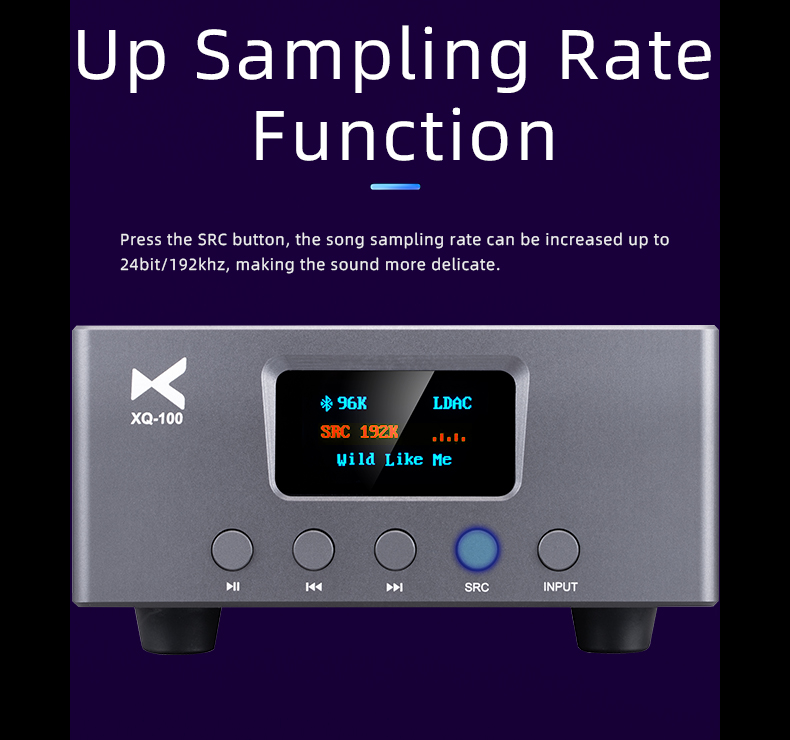 Up Sampling Rate
Function
Press the SRC button, the song sampling rate can be increased up to
24bit/192khz, making the sound more delicate.
XQ-100
96K LDAC
SRC 192K
Wild Like Me
SRC INPUT